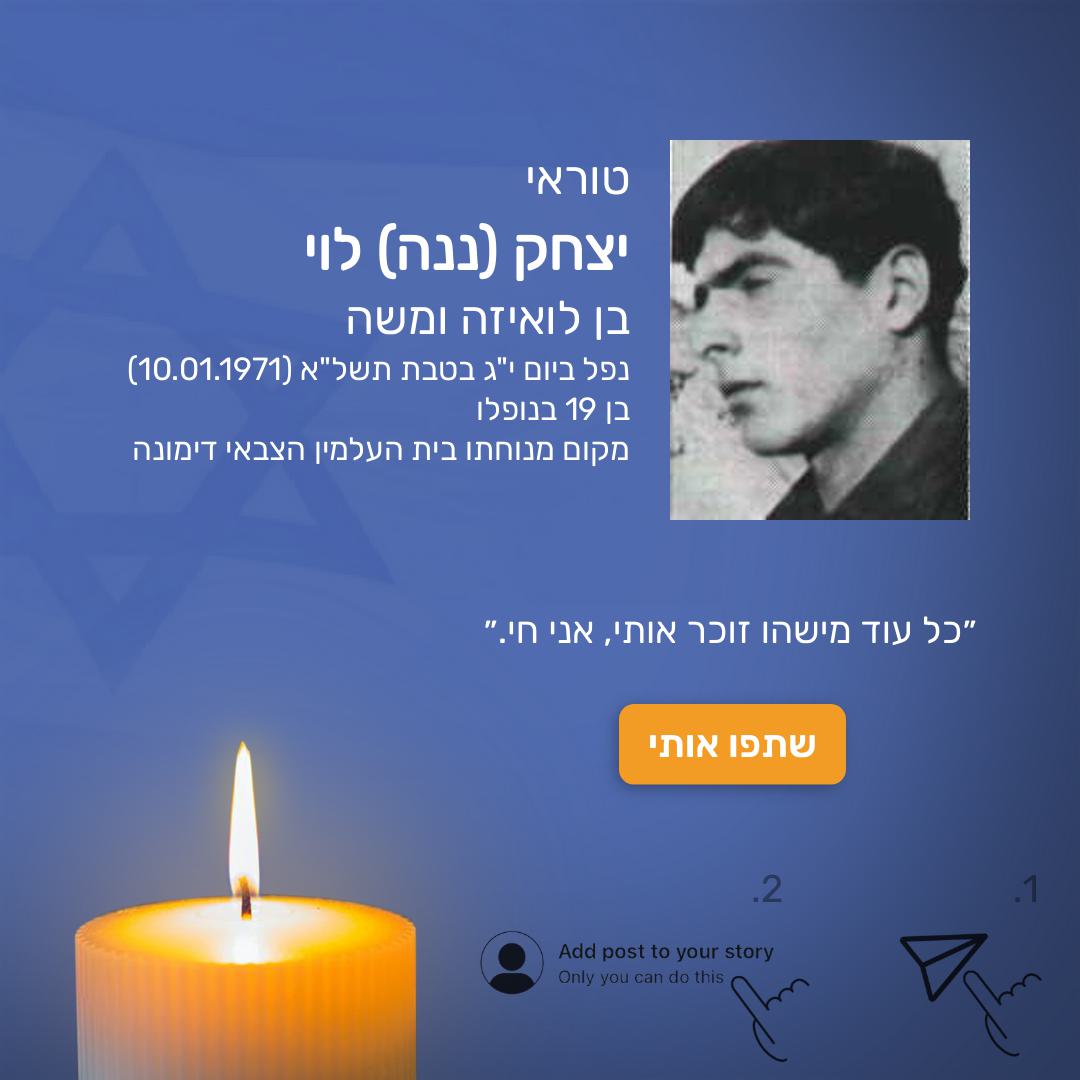 טוראי
יצחק (ננה) לוי
בן לואיזה ומשה
נפל ביום י"ג בטבת תשל"א (10.01.1971)
בן 19 בנופלו
מקום מנוחתו בית העלמין הצבאי דימונה
״כל עוד מישהו זוכר אותי, אני חי.״
שתפו אותי
1.
2.
Add post to your story
Only you can do this